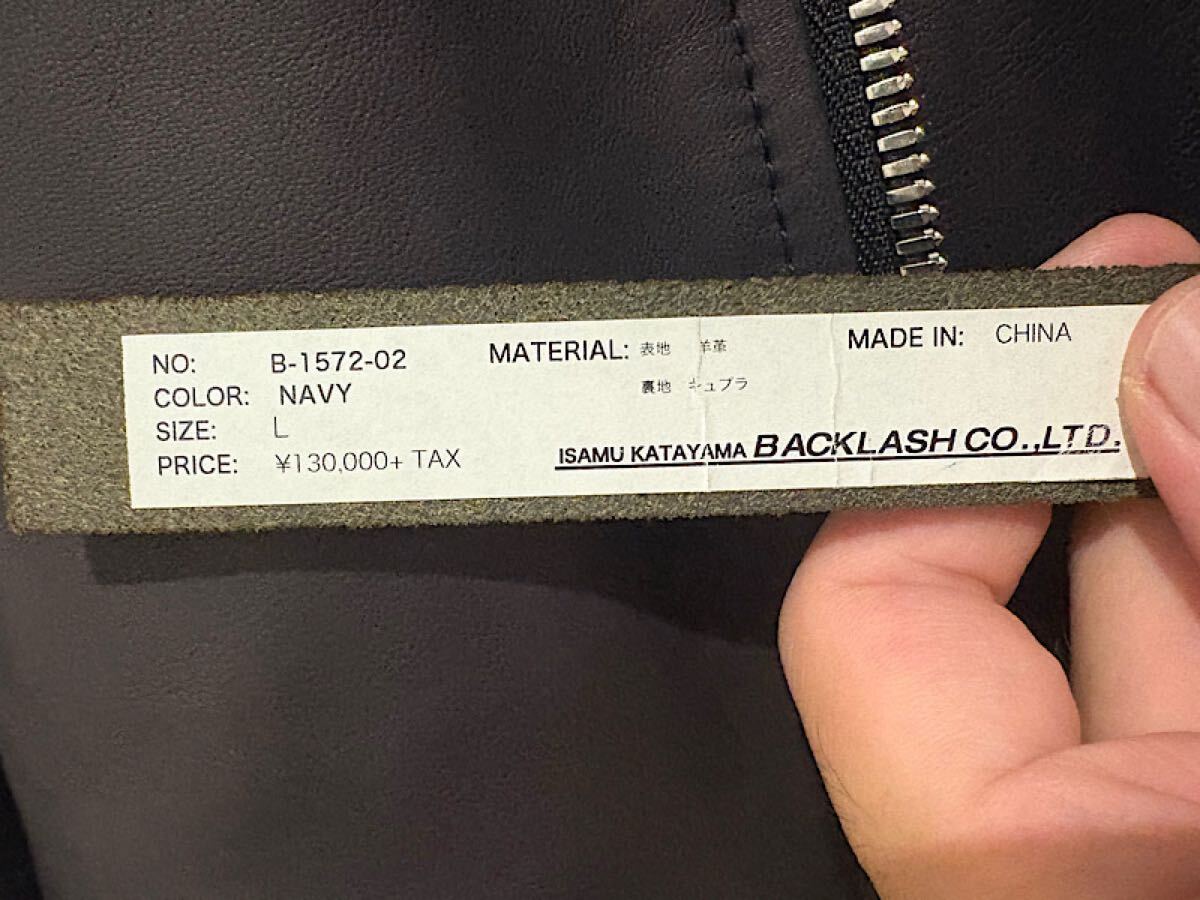 NO: B-1572-02
COLOR: NAVY
SIZE: L
PRICE: ¥130,000+ TAX
MATERIAL: 表地 羊革
裏地 キュプラ
MADE IN: CHINA
ISAMU KATAYAMA BACKLASH CO.,LTD.